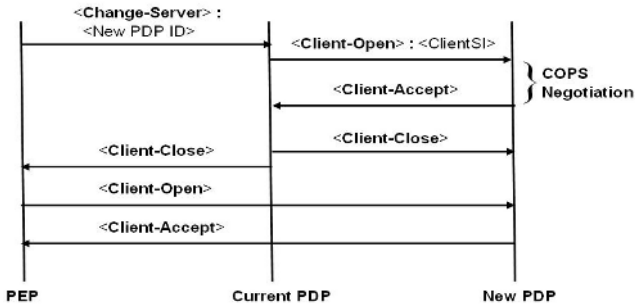 <Change-Server> :
<New PDP ID>
<Client-Open> : <ClientSI>
COPS
Negotiation
<Client-Accept>
<Client-Close>
<Client-Close>
<Client-Open>
<Client-Accept>
PEP
Current PDP
New PDP